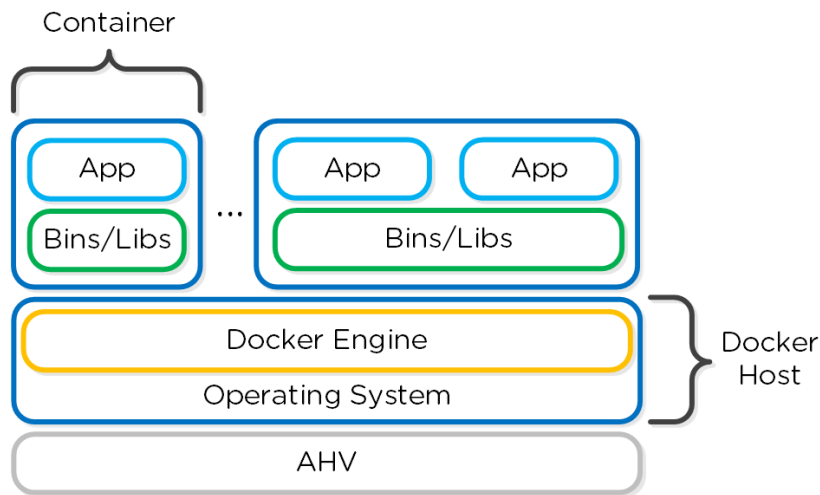 Container
App
App
App
Bins/Libs
...
Bins/Libs
Docker Engine
Operating System
Docker
Host
AHV